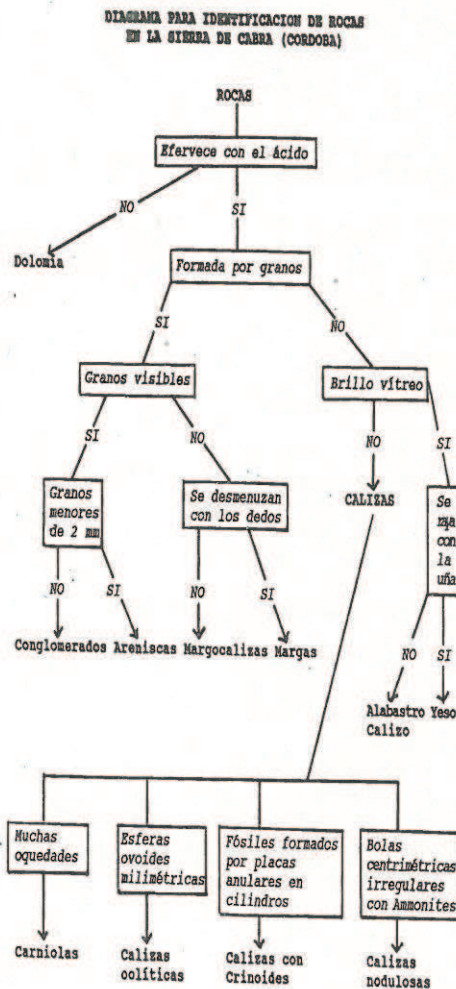 DIAGRAMA PARA IDENTIFICACION DE ROCAS
EN LA SIERRA DE CABRA (CORDOBA)
ROCAS
Efervece con el ácido
NO
SI
Dolomia
Formada por granos
SI
NO
Granos visibles
Brillo vítreo
SI
NO
NO
SI
Granos
menores
de 2 mm
Se desmenuzan
con los dedos
CALIZAS
Se
raja
con
la
uña
NO
SI
NO
SI
Conglomerados Areniscas Margocalizas Margas
NO
SI
Alabastro Yeso
Calizo
Muchas
oquedades
Esferas
ovoides
milimétricas
Fósiles formados
por placas
anulares en
cilindros
Bolas
centrimétricas
irregulares
con Ammonites
Carniolas
Calizas
oolíticas
Calizas con
Crinoides
Calizas
nodulosas